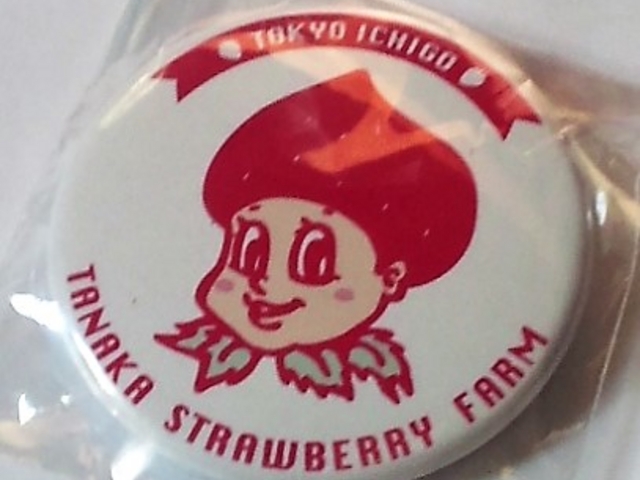 TOKYO ICHIGO
TANAKA STRAWBERRY FARM